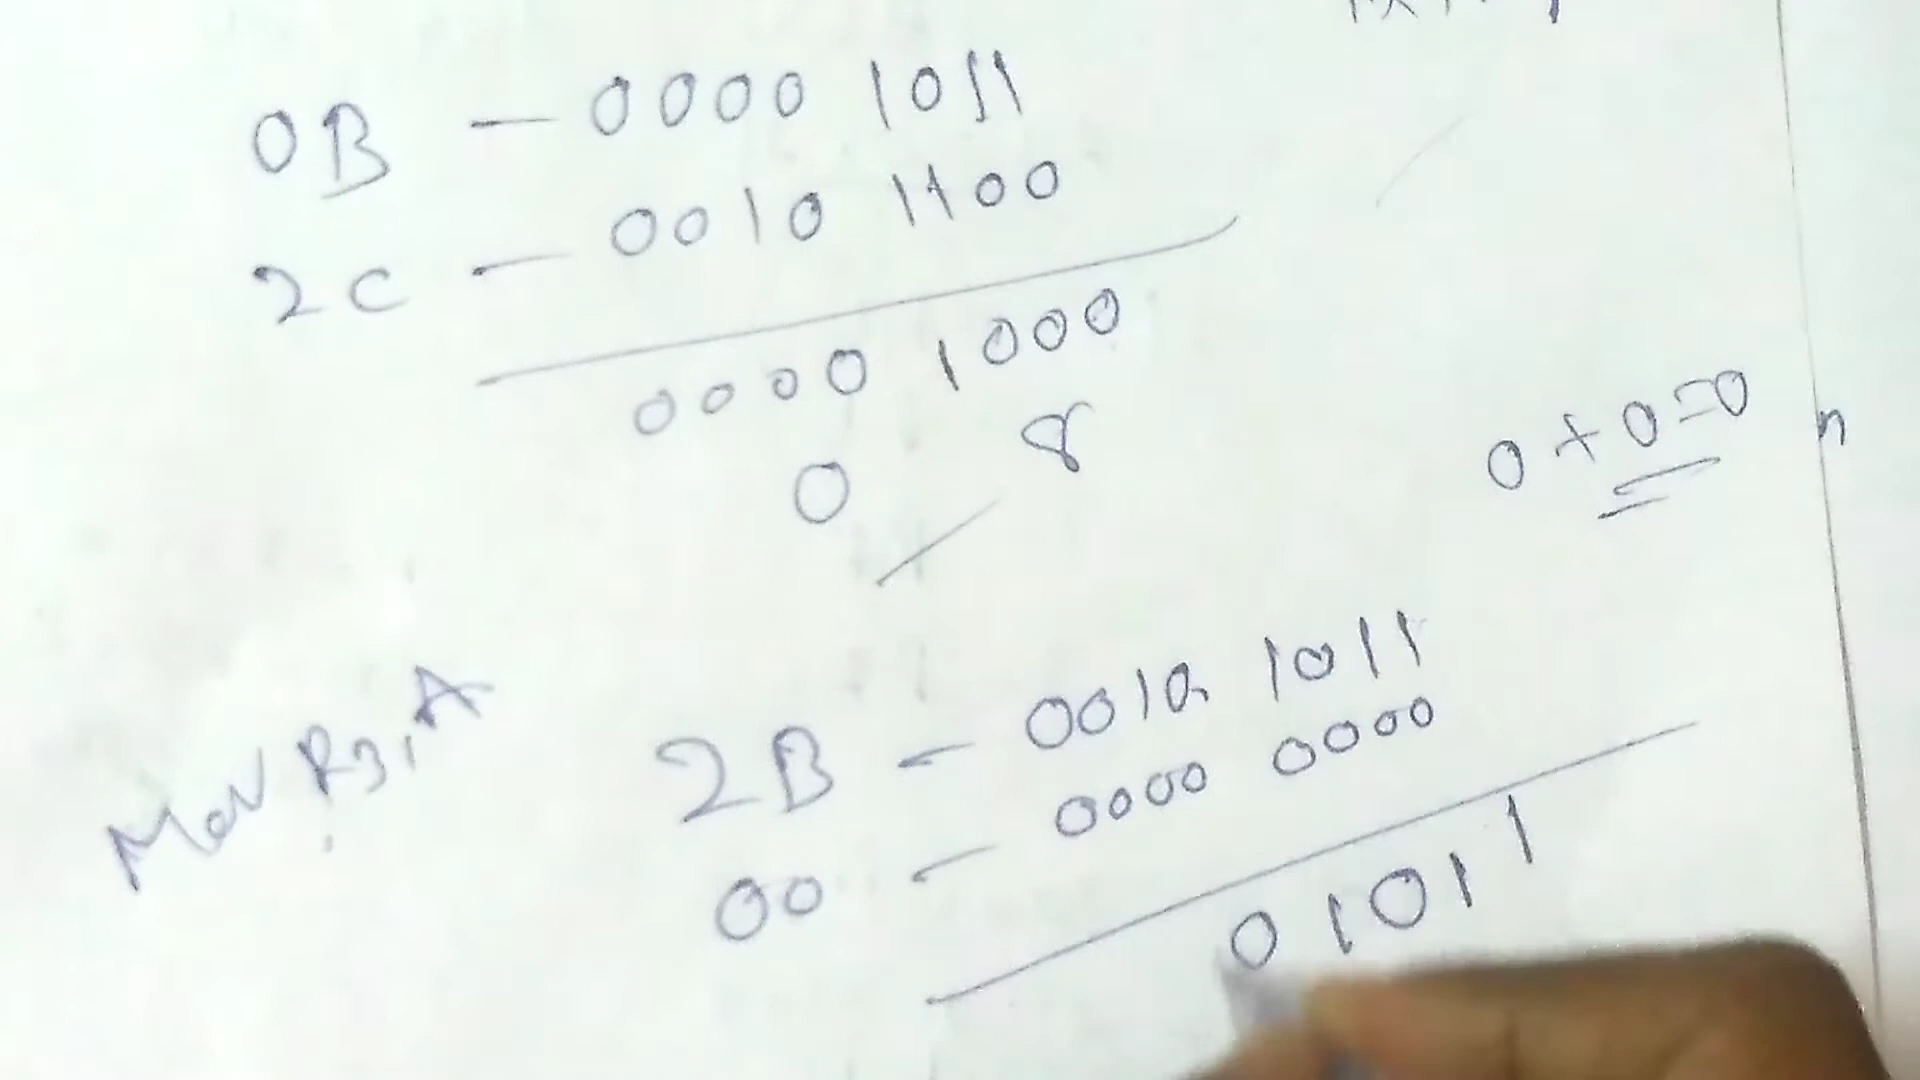 0B — 0000 1011
2C — 0010 1100
0000 1000
0 8
0 + 0 = 0
n
Mov R3, A
2B — 0010 1011
00 — 0000 0000
01011